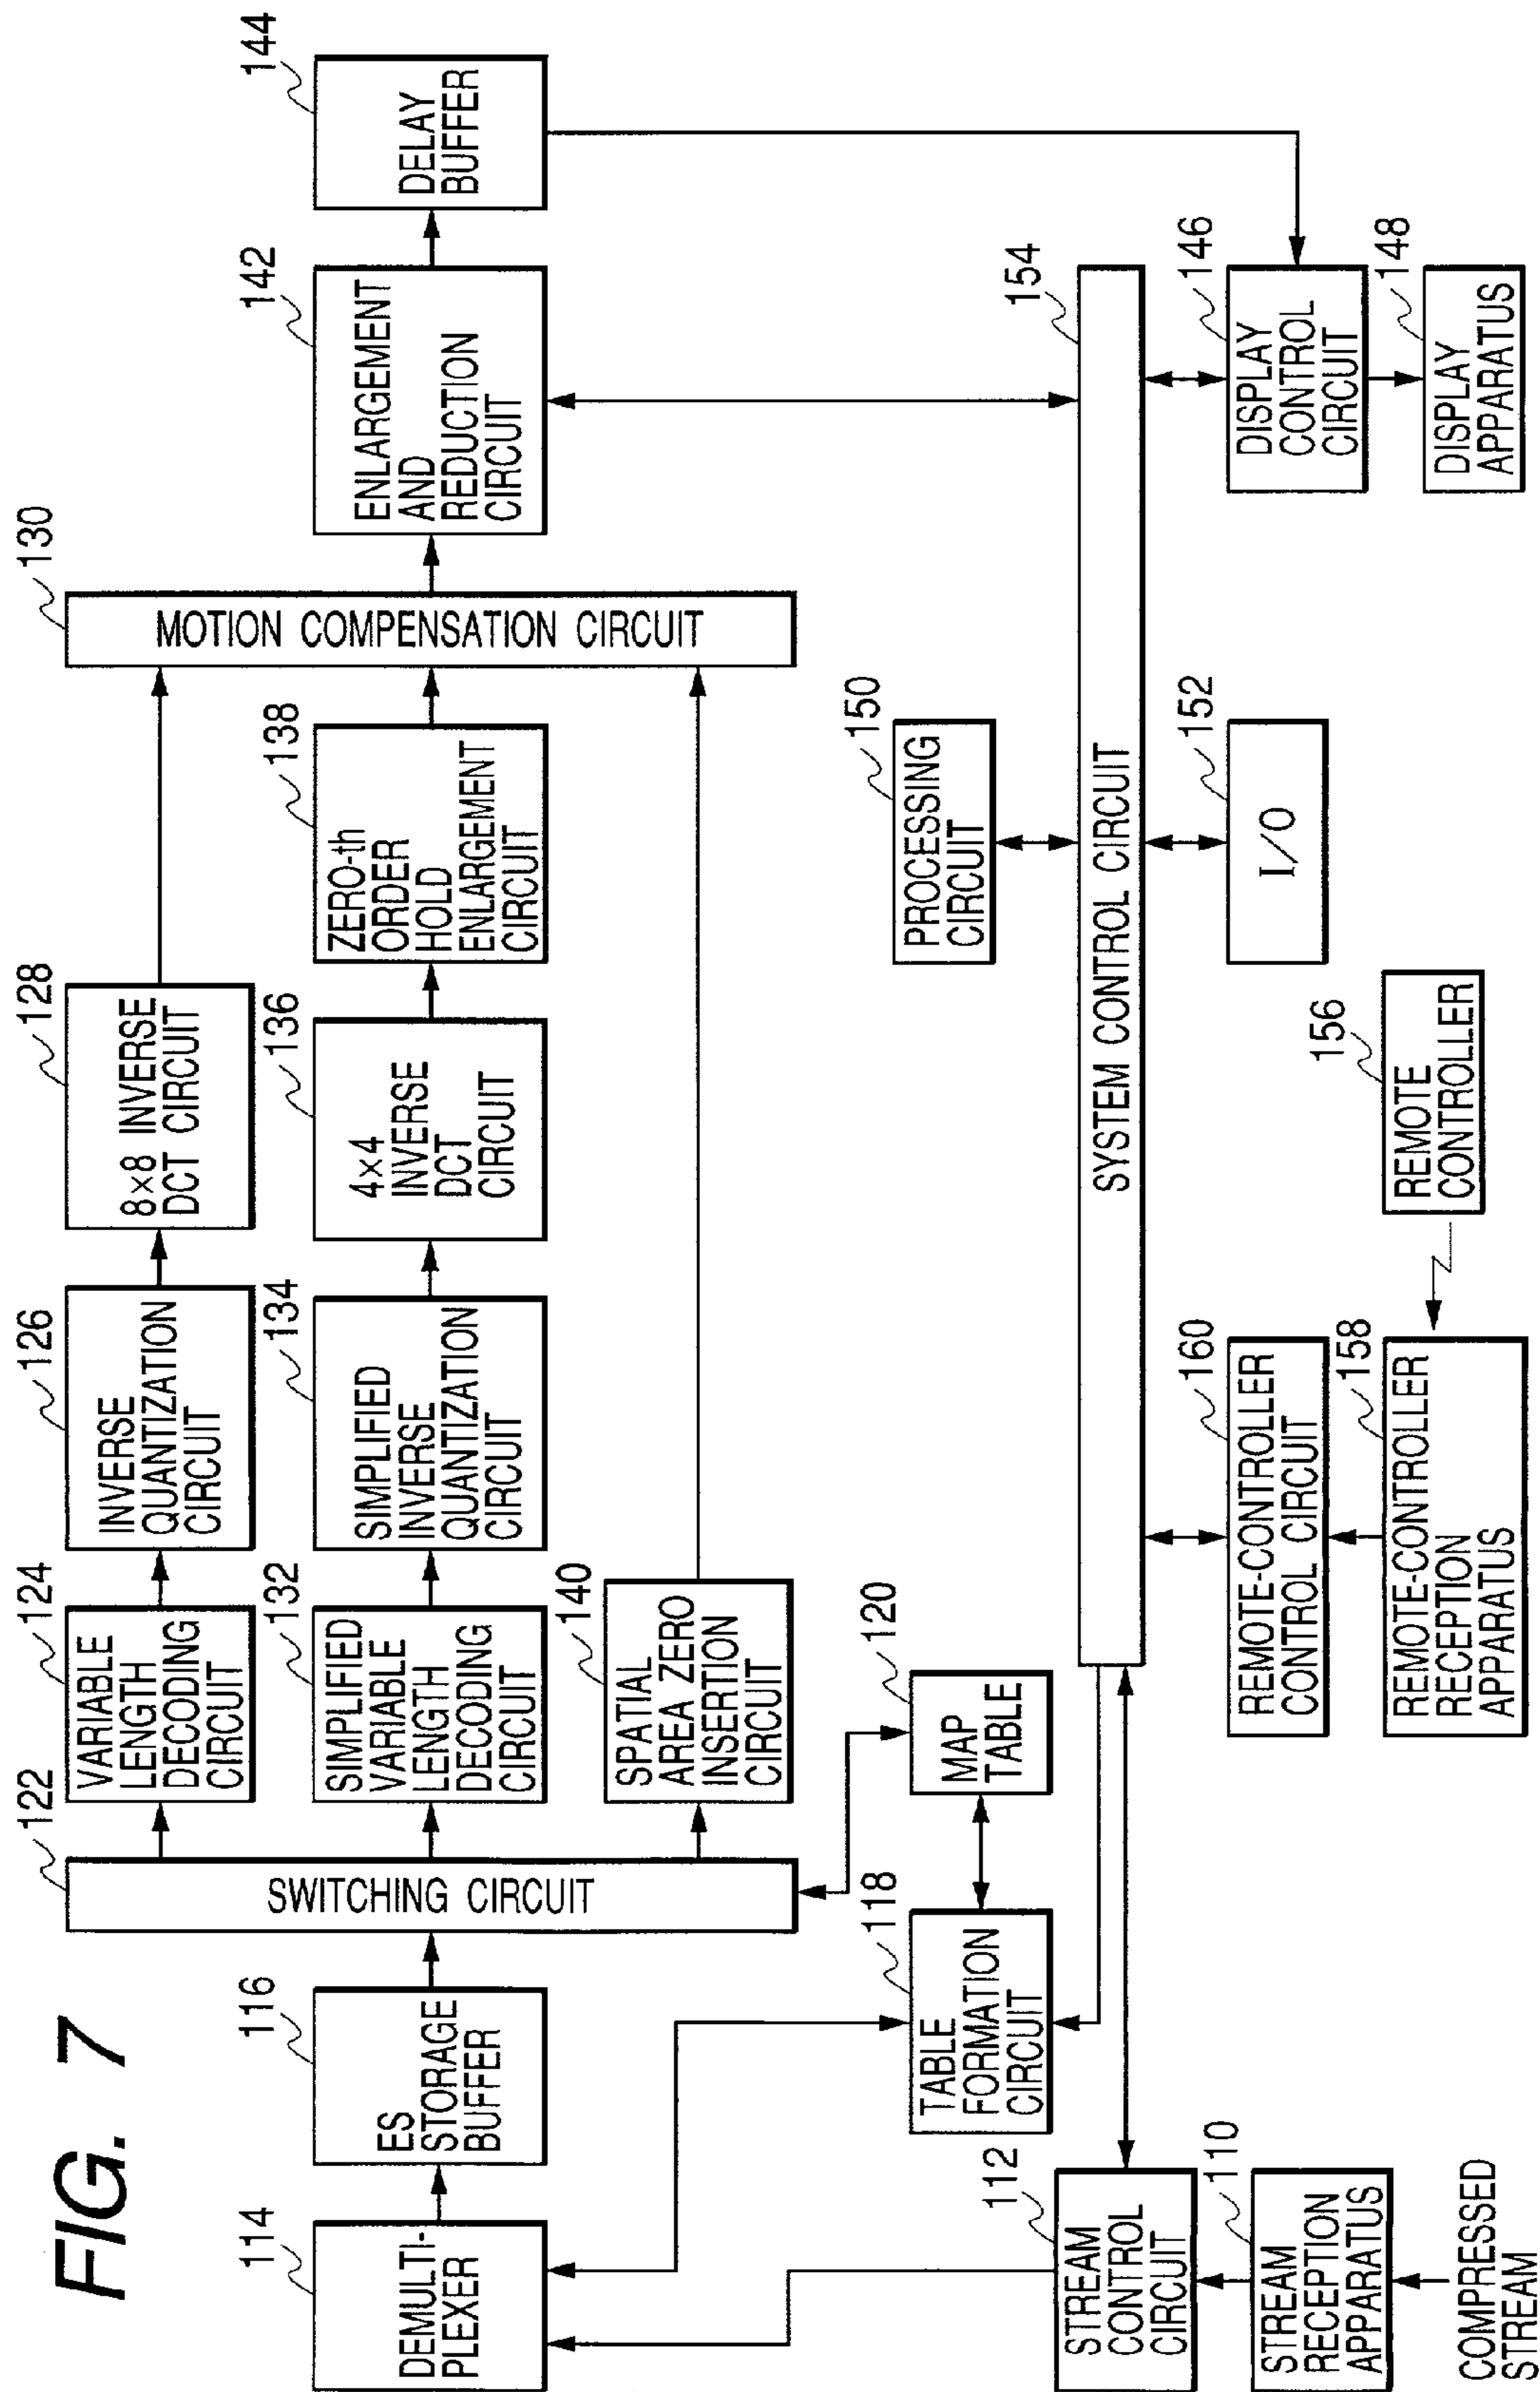 FIG. 7
114
DEMULTI-
PLEXER
116
ES
STORAGE
BUFFER
122
SWITCHING CIRCUIT
124
VARIABLE
LENGTH
DECODING
CIRCUIT
126
INVERSE
QUANTIZATION
CIRCUIT
128
8×8 INVERSE
DCT CIRCUIT
130
MOTION COMPENSATION CIRCUIT
132
SIMPLIFIED
VARIABLE
LENGTH
DECODING
CIRCUIT
134
SIMPLIFIED
INVERSE
QUANTIZATION
CIRCUIT
136
4×4
INVERSE
DCT
CIRCUIT
138
ZERO-th
ORDER
HOLD
ENLARGEMENT
CIRCUIT
140
SPATIAL
AREA ZERO
INSERTION
CIRCUIT
142
ENLARGEMENT
AND
REDUCTION
CIRCUIT
144
DELAY
BUFFER
118
TABLE
FORMATION
CIRCUIT
120
MAP
TABLE
150
PROCESSING
CIRCUIT
154
SYSTEM CONTROL CIRCUIT
112
STREAM
CONTROL
CIRCUIT
110
STREAM
RECEPTION
APPARATUS
COMPRESSED
STREAM
160
REMOTE-CONTROLLER
CONTROL CIRCUIT
158
REMOTE-CONTROLLER
RECEPTION
APPARATUS
156
REMOTE
CONTROLLER
152
I/O
146
DISPLAY
CONTROL
CIRCUIT
148
DISPLAY
APPARATUS